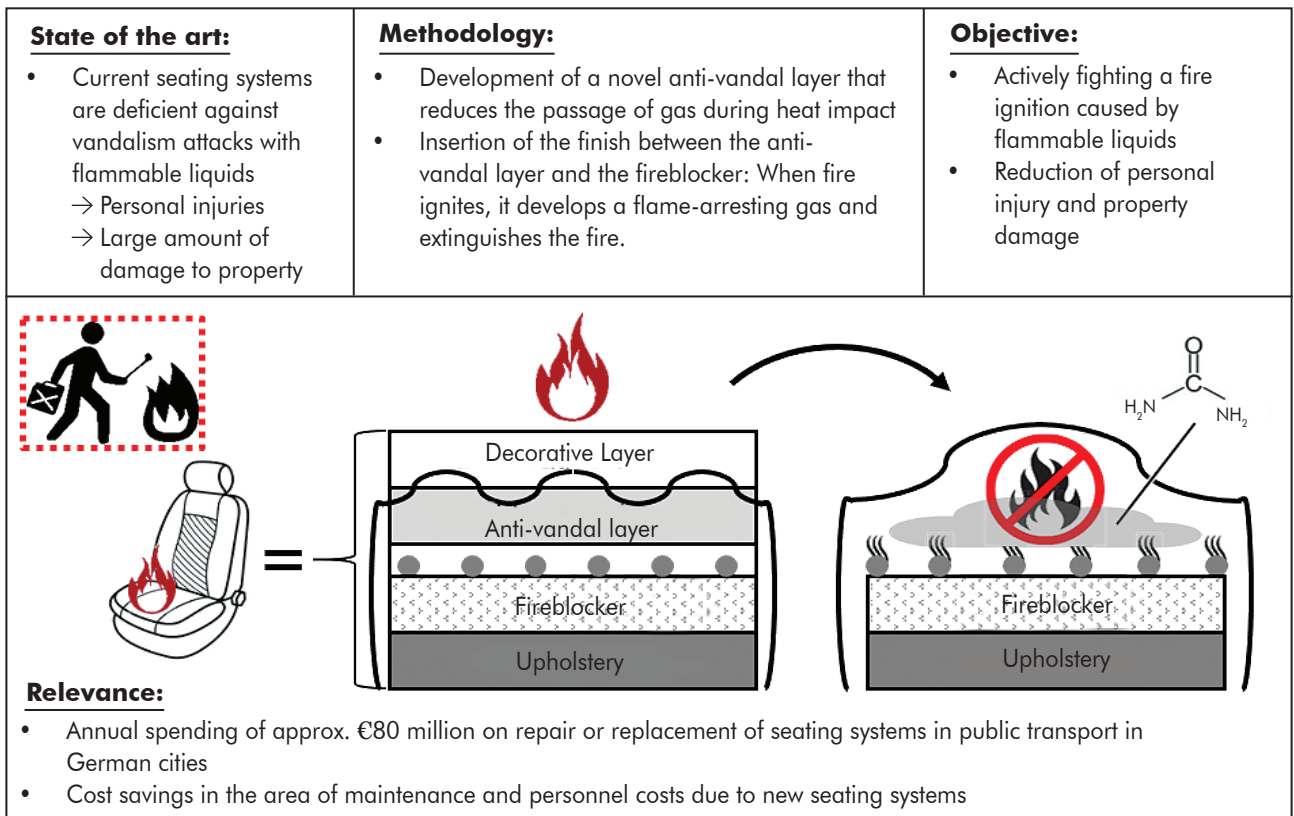 State of the art:
• Current seating systems
are deficient against
vandalism attacks with
flammable liquids
→ Personal injuries
→ Large amount of
damage to property
Methodology:
• Development of a novel anti-vandal layer that
reduces the passage of gas during heat impact
• Insertion of the finish between the anti-
vandal layer and the fireblocker: When fire
ignites, it develops a flame-arresting gas and
extinguishes the fire.
Objective:
• Actively fighting a fire
ignition caused by
flammable liquids
• Reduction of personal
injury and property
damage
=
Decorative Layer
Anti-vandal layer
Fireblocker
Upholstery
O
C
H₂N
NH₂
Fireblocker
Upholstery
Relevance:
• Annual spending of approx. €80 million on repair or replacement of seating systems in public transport in
German cities
• Cost savings in the area of maintenance and personnel costs due to new seating systems